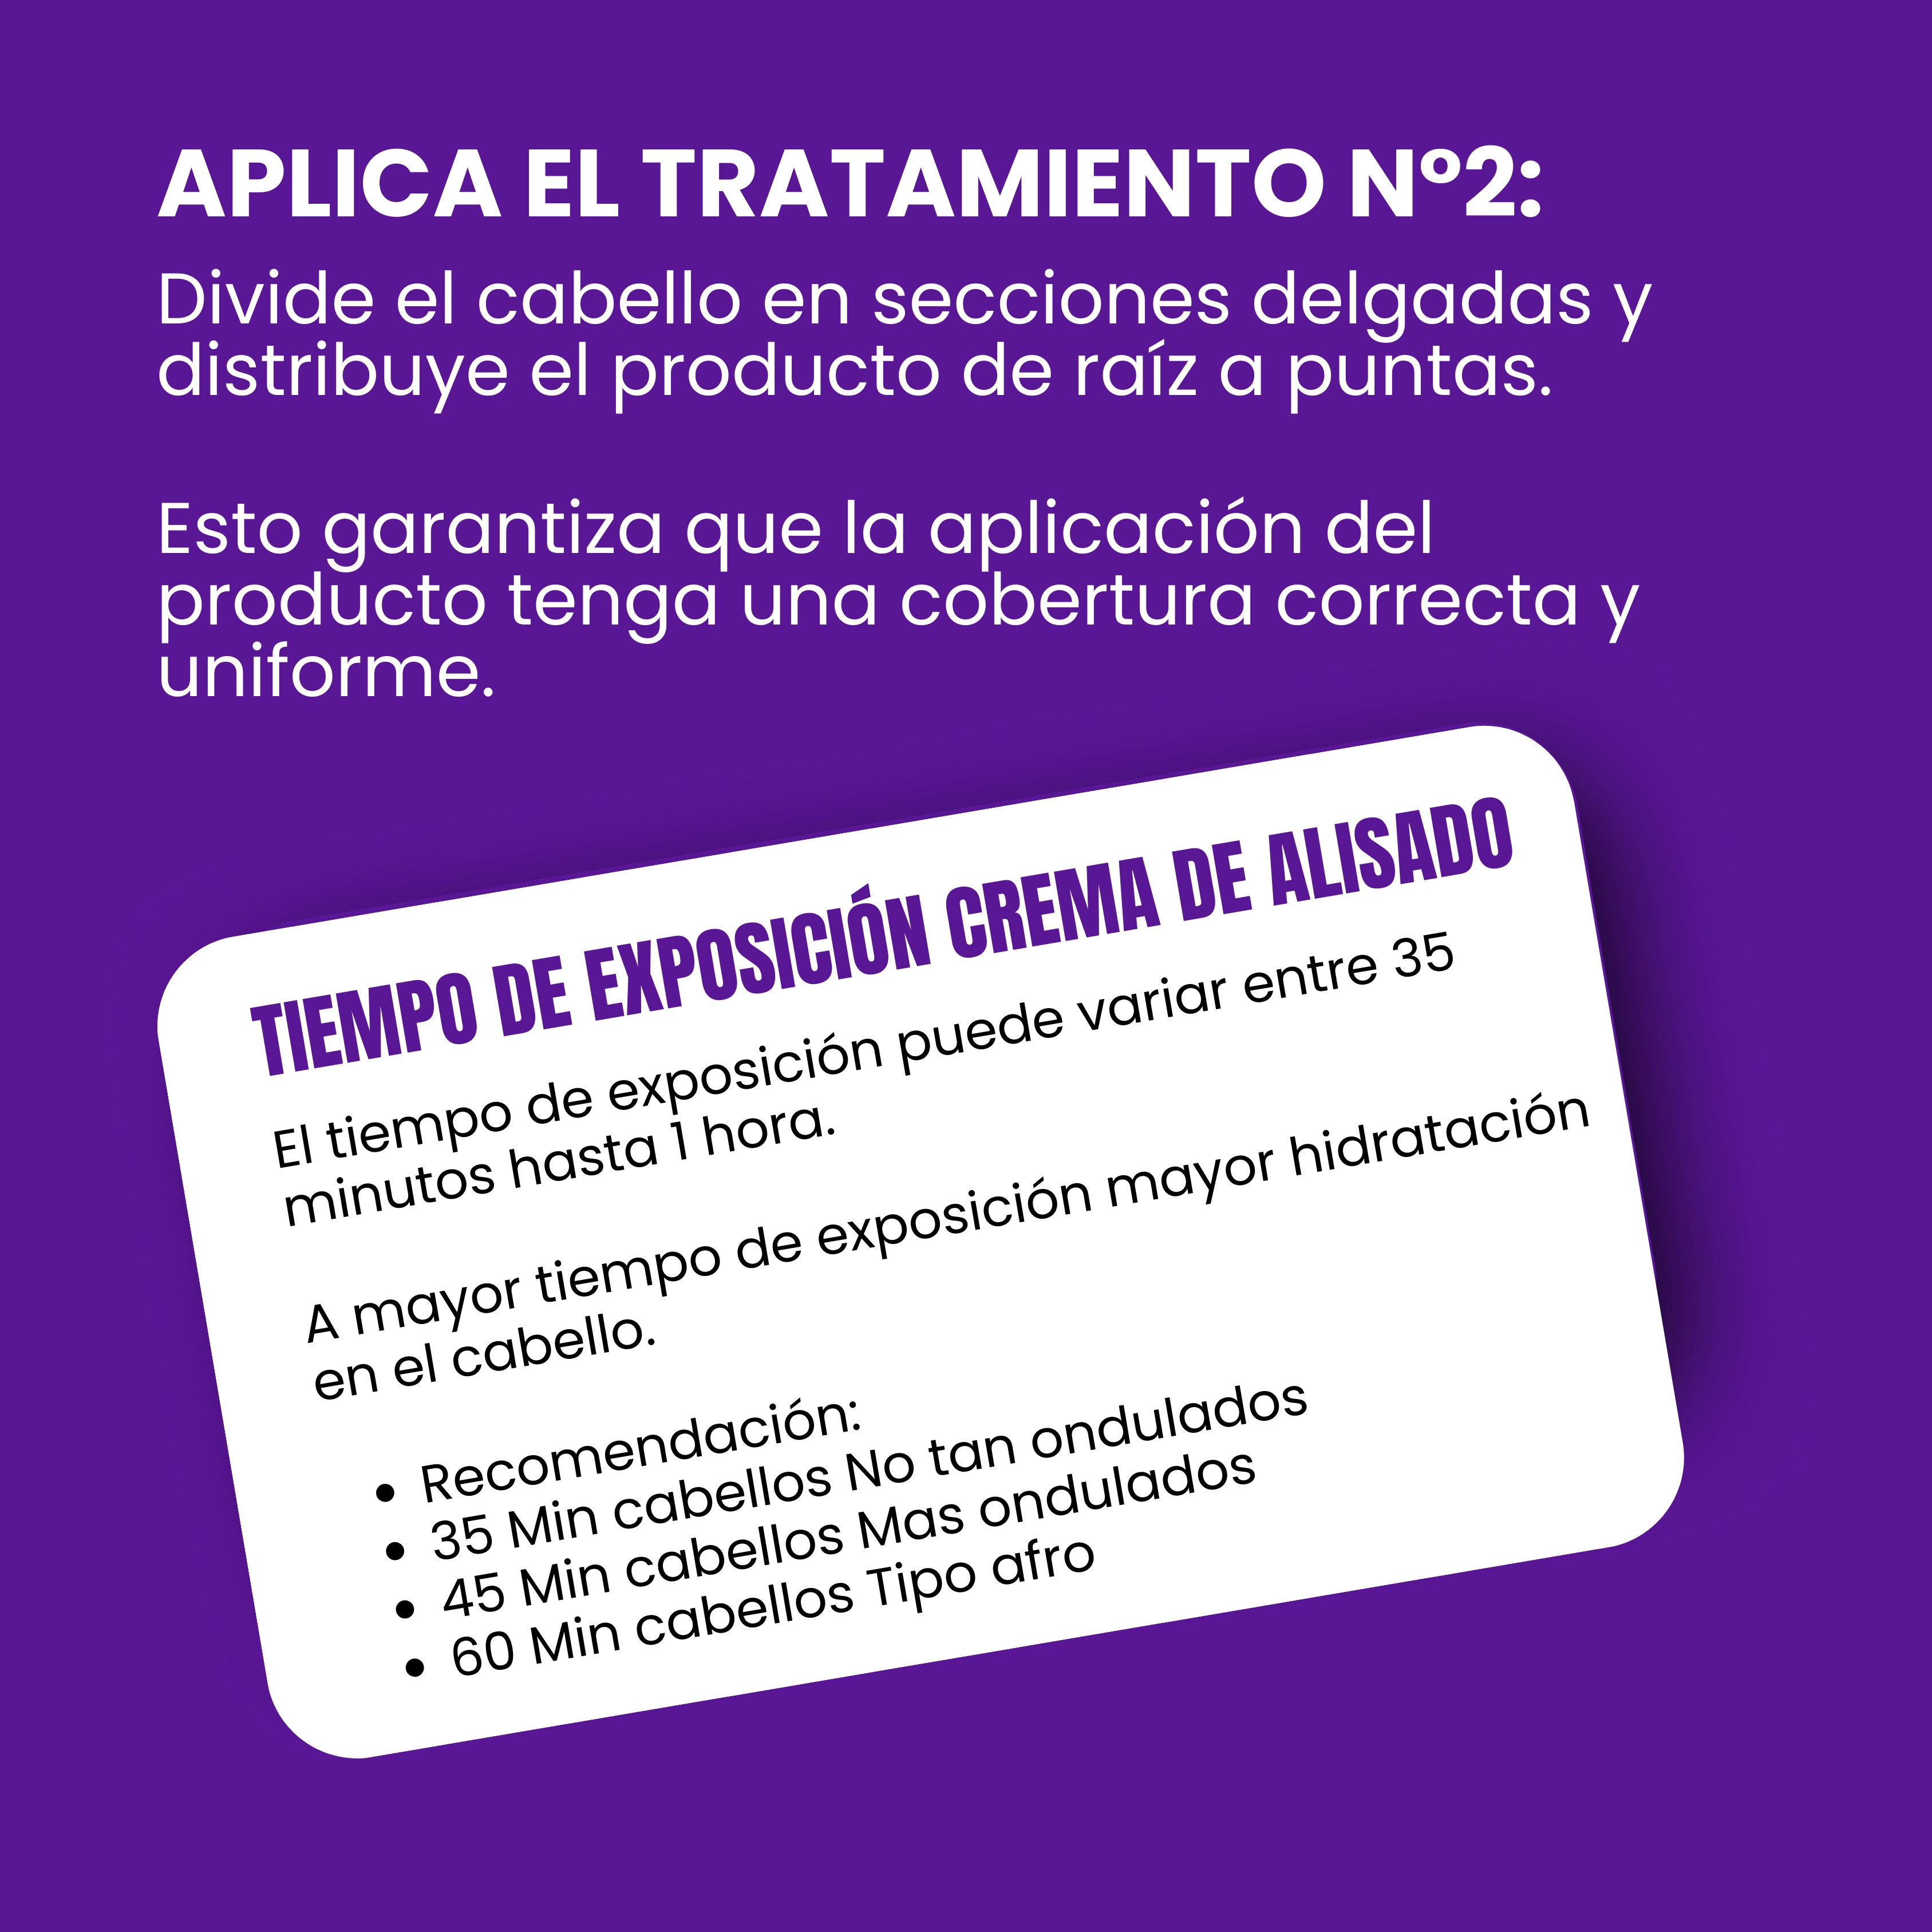 APLICA EL TRATAMIENTO Nº2:
Divide el cabello en secciones delgadas y
distribuye el producto de raíz a puntas.
Esto garantiza que la aplicación del
producto tenga una cobertura correcta y
uniforme.
TIEMPO DE EXPOSICIÓN CREMA DE ALISADO
El tiempo de exposición puede variar entre 35
minutos hasta 1 hora.
A mayor tiempo de exposición mayor hidratación
en el cabello.
• Recomendación:
• 35 Min cabellos No tan ondulados
• 45 Min cabellos Mas ondulados
• 60 Min cabellos Tipo afro